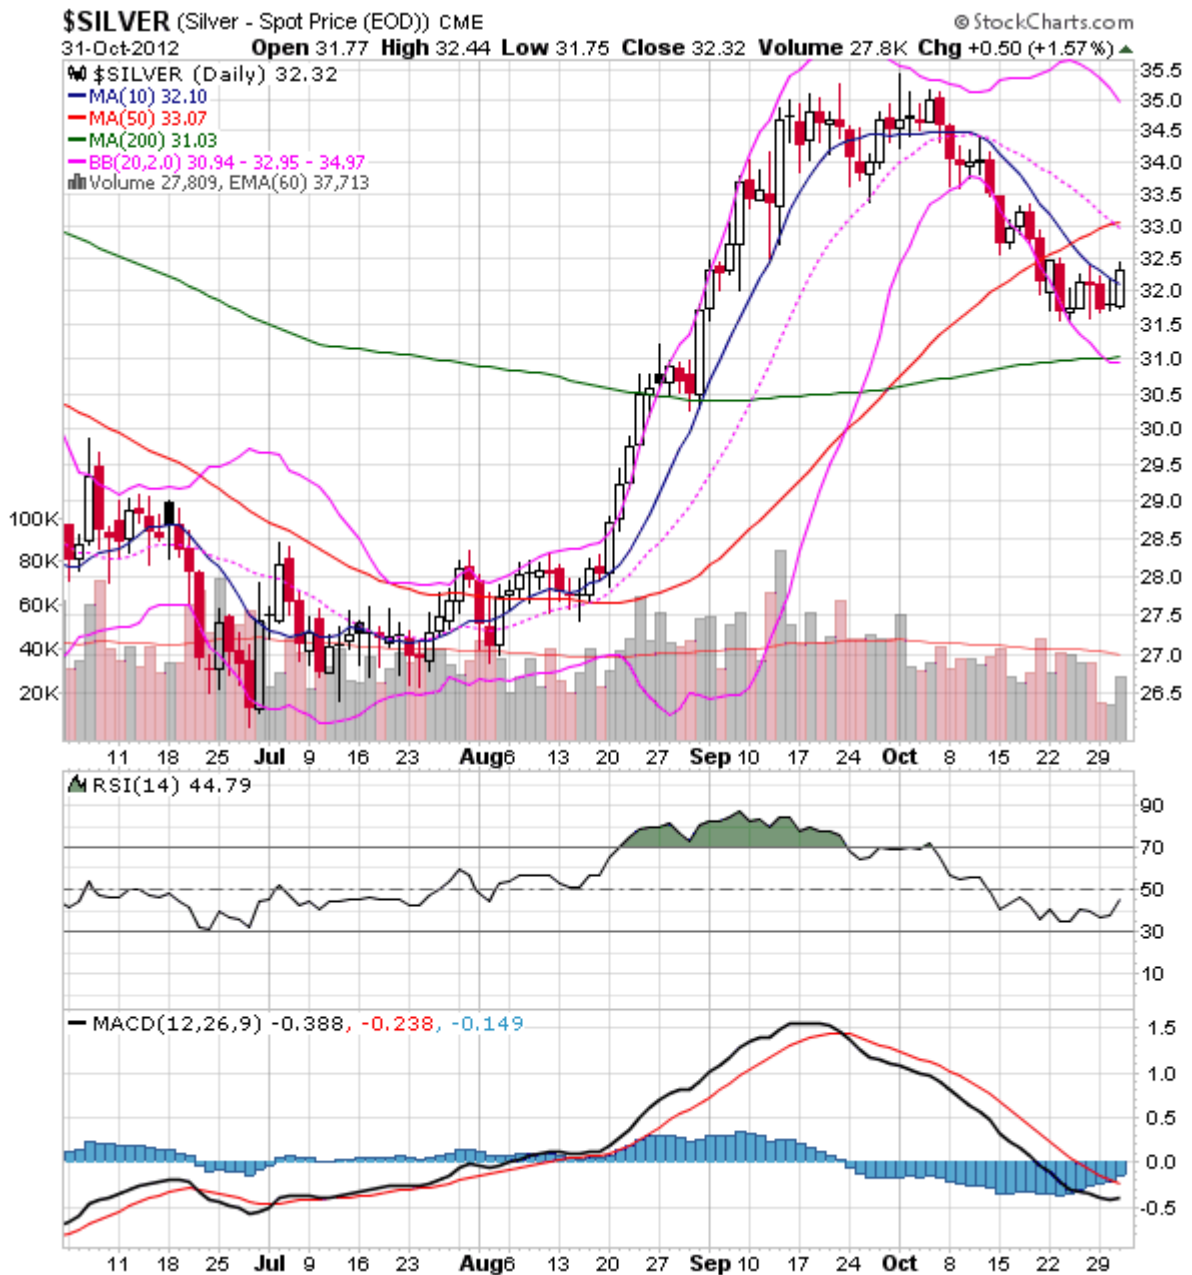 $SILVER (Silver - Spot Price (EOD)) CME © StockCharts.com
31-Oct-2012 Open 31.77 High 32.44 Low 31.75 Close 32.32 Volume 27.8K Chg +0.50 (+1.57%)
$SILVER (Daily) 32.32
MA(10) 32.10
MA(50) 33.07
MA(200) 31.03
BB(20,2.0) 30.94 - 32.95 - 34.97
Volume 27,809, EMA(60) 37,713
35.5
35.0
34.5
34.0
33.5
33.0
32.5
32.0
31.5
31.0
30.5
30.0
29.5
29.0
28.5
28.0
27.5
27.0
26.5
100K
80K
60K
40K
20K
11 18 25 Jul 9 16 23 Aug 6 13 20 27 Sep 10 17 24 Oct 8 15 22 29
RSI(14) 44.79
90
70
50
30
10
MACD(12,26,9) -0.388, -0.238, -0.149
1.5
1.0
0.5
0.0
-0.5
11 18 25 Jul 9 16 23 Aug 6 13 20 27 Sep 10 17 24 Oct 8 15 22 29